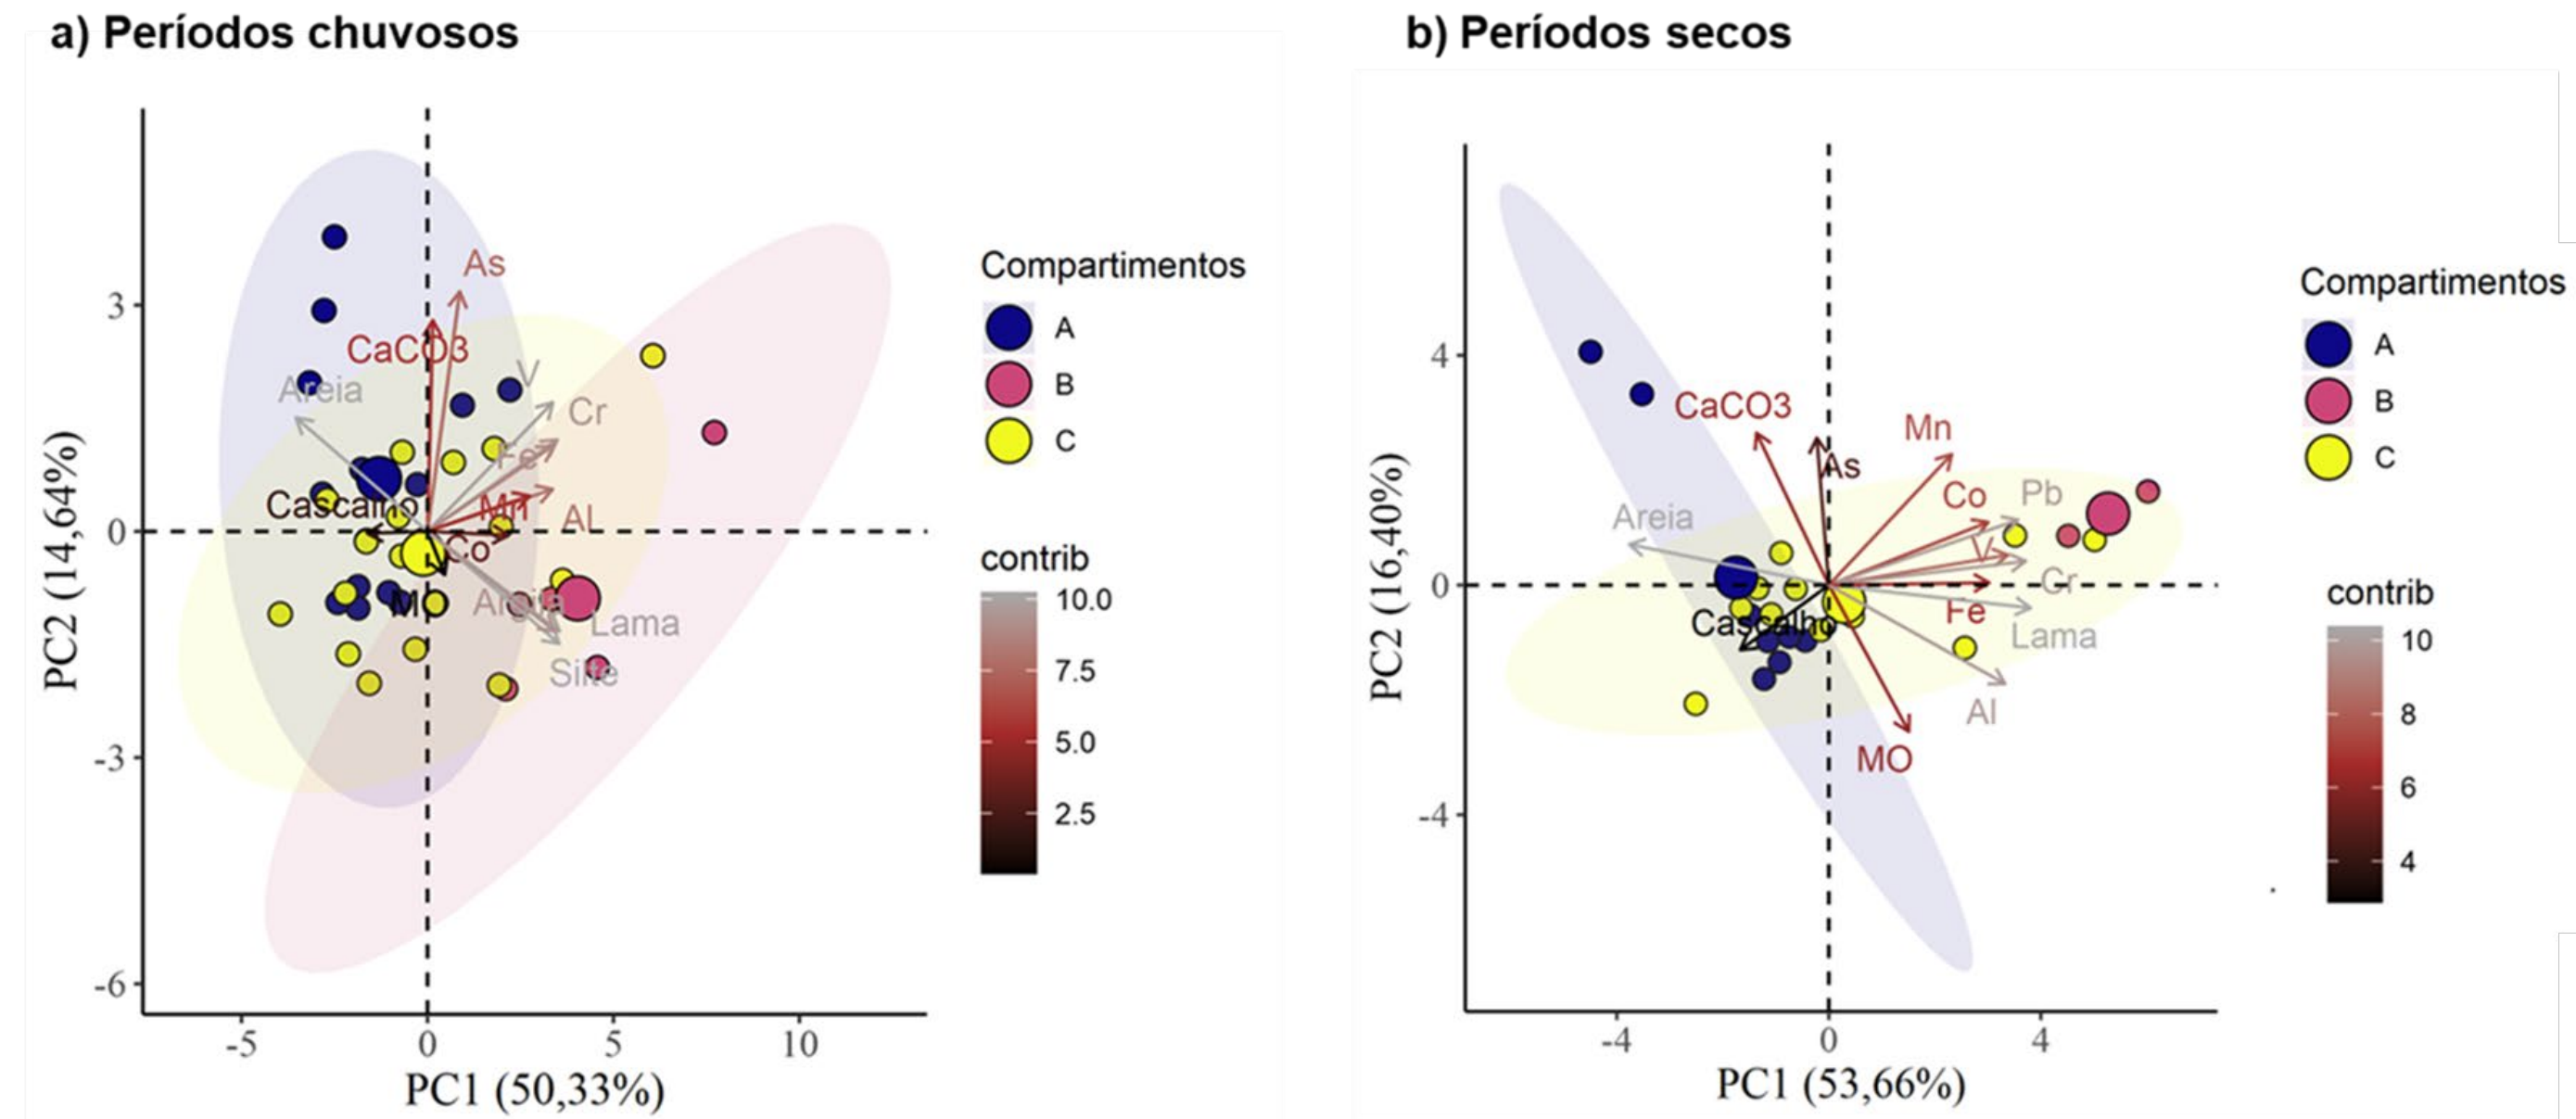 a) Períodos chuvosos
As
CaCO3
V
Areia
Cr
Fe
Cascalho
Mn
Al
Co
M
Argila
Lama
Silte
3
0
-3
-6
-5
0
5
10
PC2 (14,64%)
PC1 (50,33%)
Compartimentos
A
B
C
contrib
10.0
7.5
5.0
2.5
b) Períodos secos
CaCO3
Mn
As
Co
Pb
Areia
V
Cr
Fe
Cascalho
Lama
Al
MO
4
0
-4
-4
0
4
PC2 (16,40%)
PC1 (53,66%)
Compartimentos
A
B
C
contrib
10
8
6
4